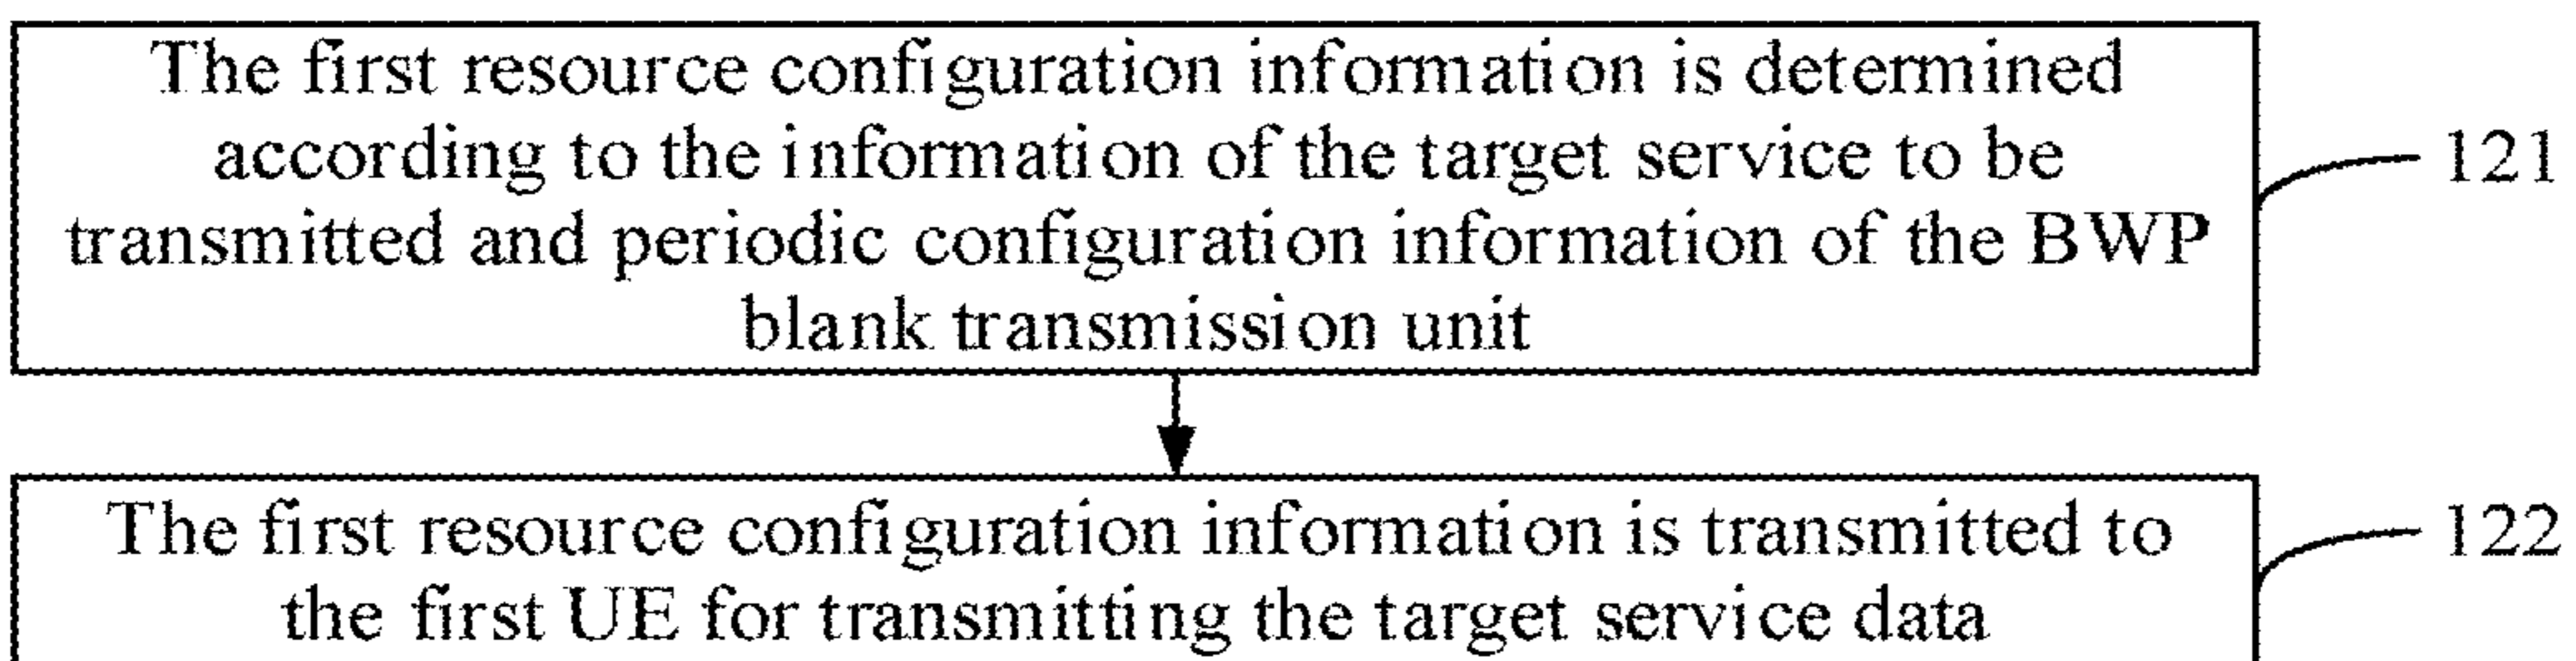 The first resource configuration information is determined
according to the information of the target service to be
transmitted and periodic configuration information of the BWP
blank transmission unit
121
The first resource configuration information is transmitted to
the first UE for transmitting the target service data
122